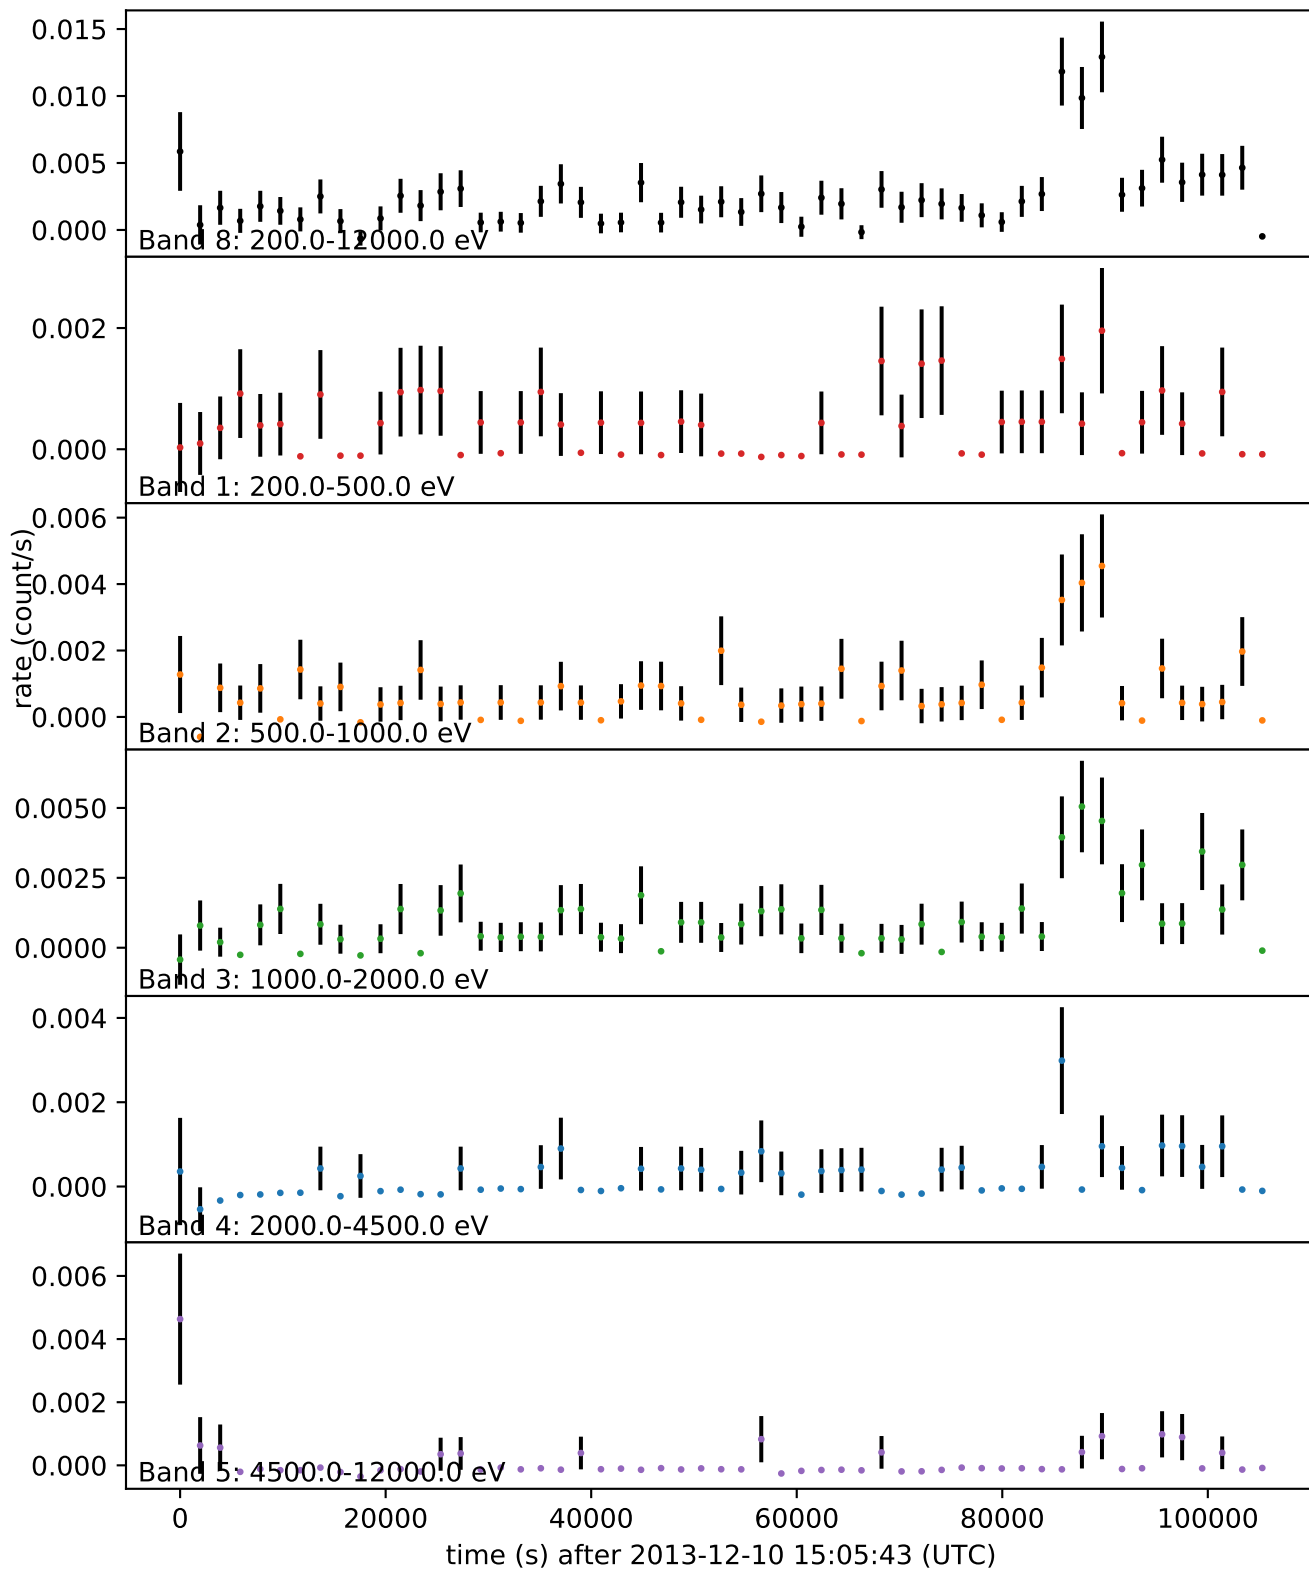 0.015
0.010
0.005
0.000
Band 8: 200.0-12000.0 eV
0.002
0.000
Band 1: 200.0-500.0 eV
rate (count/s)
0.006
0.004
0.002
0.000
Band 2: 500.0-1000.0 eV
0.0050
0.0025
0.0000
Band 3: 1000.0-2000.0 eV
0.004
0.002
0.000
Band 4: 2000.0-4500.0 eV
0.006
0.004
0.002
0.000
Band 5: 4500.0-12000.0 eV
0 20000 40000 60000 80000 100000
time (s) after 2013-12-10 15:05:43 (UTC)